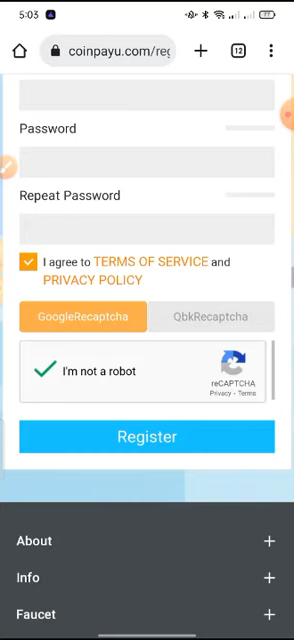 5:03
coinpayu.com/reg
12
Password
Repeat Password
I agree to TERMS OF SERVICE and
PRIVACY POLICY
GoogleRecaptcha QbkRecaptcha
I'm not a robot
reCAPTCHA
Privacy - Terms
Register
About +
Info +
Faucet +